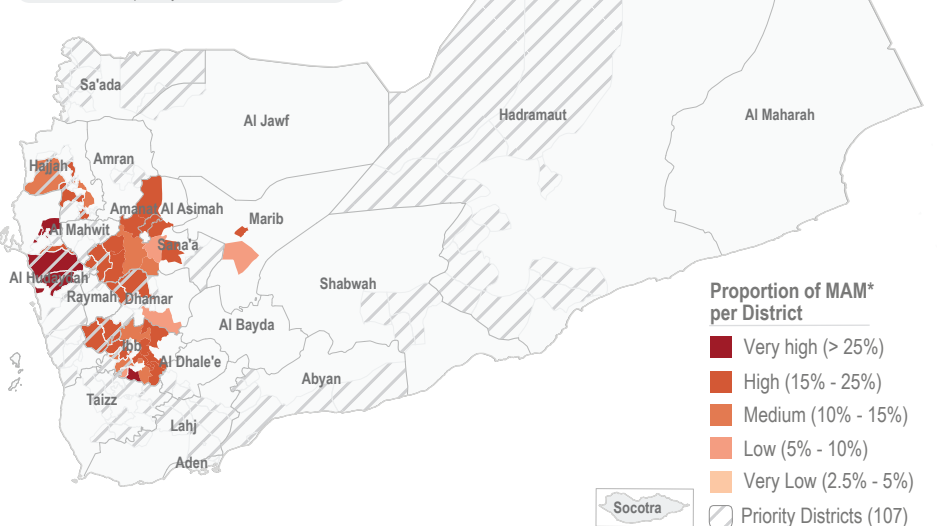 Sa'ada
Al Jawf
Hadramaut
Al Maharah
Hajjah
Amran
Amanat Al Asimah
Marib
Al Mahwit
Sana'a
Al Hudaydah
Raymah
Dhamar
Shabwah
Al Bayda
Ibb
Al Dhale'e
Abyan
Taizz
Lahj
Aden
Socotra
Proportion of MAM*
per District
Very high (> 25%)
High (15% - 25%)
Medium (10% - 15%)
Low (5% - 10%)
Very Low (2.5% - 5%)
Priority Districts (107)